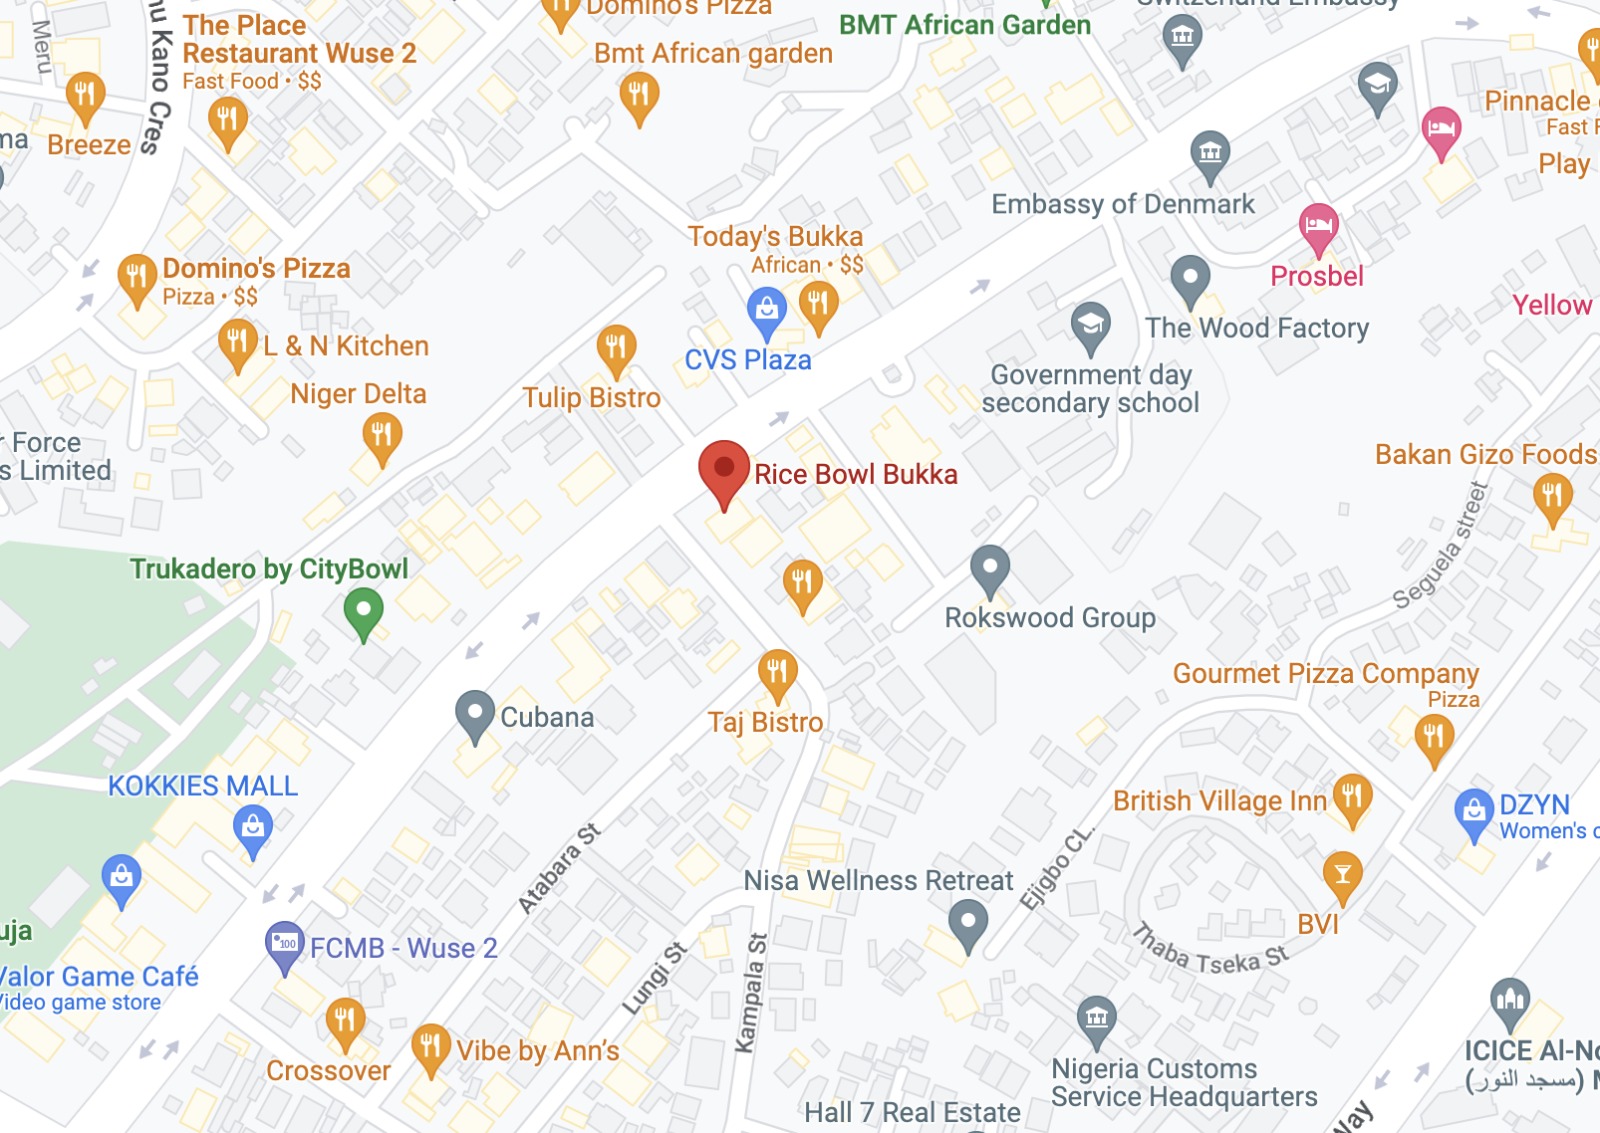 Meru
nu Kano Cres
The Place
Restaurant Wuse 2
Fast Food · $$
Domino's Pizza
Bmt African garden
BMT African Garden
Switzerland Embassy
Pinnacle
Fast F
Play
ma
Breeze
Embassy of Denmark
Prosbel
Today's Bukka
African · $$
Domino's Pizza
Pizza · $$
Yellow
The Wood Factory
L & N Kitchen
CVS Plaza
Niger Delta
Tulip Bistro
Government day
secondary school
r Force
s Limited
Rice Bowl Bukka
Bakan Gizo Foods
Seguela street
Trukadero by CityBowl
Rokswood Group
Gourmet Pizza Company
Pizza
Cubana
Taj Bistro
KOKKIES MALL
British Village Inn
DZYN
Women's c
Atabara St
Ejigbo CL.
Nisa Wellness Retreat
BVI
uja
100
FCMB - Wuse 2
Thaba Tseka St
Valor Game Café
Video game store
Lungi St
Kampala St
Crossover
Vibe by Ann's
Nigeria Customs
Service Headquarters
ICICE Al-No
(مسجد النور) M
Hall 7 Real Estate
Way